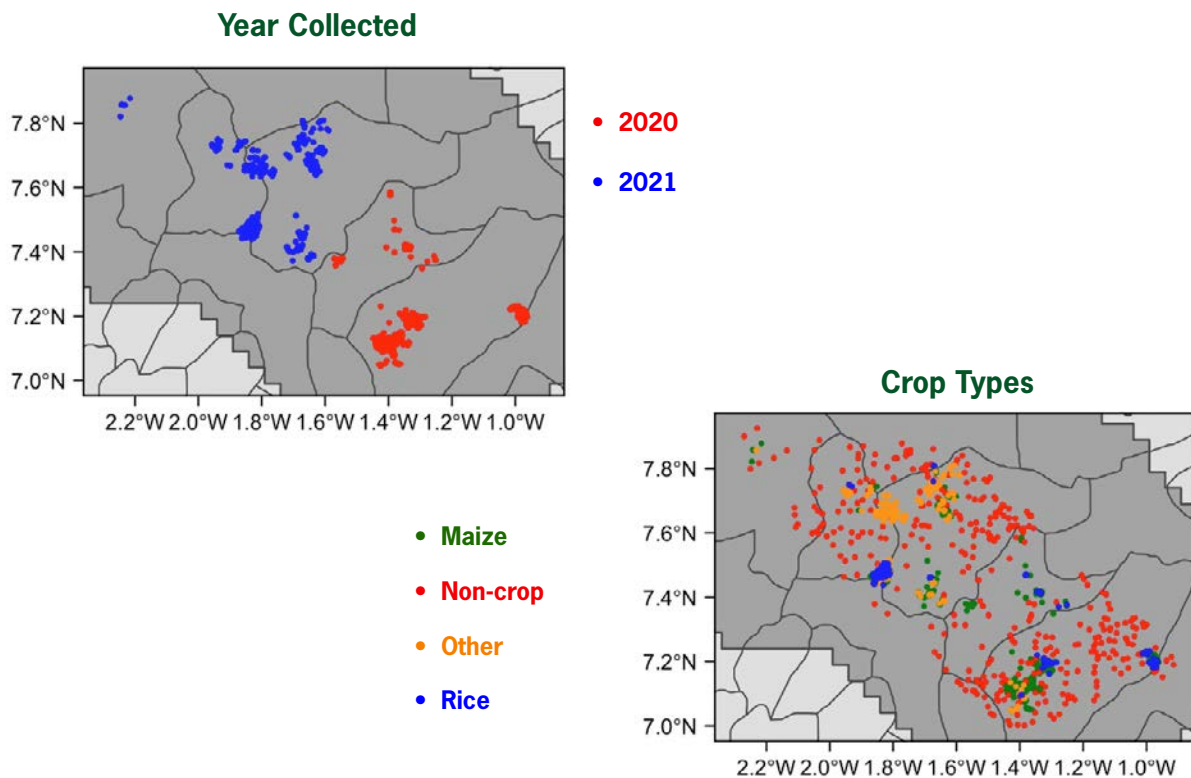 Year Collected
7.8°N
7.6°N
7.4°N
7.2°N
7.0°N
2.2°W 2.0°W 1.8°W 1.6°W 1.4°W 1.2°W 1.0°W
• 2020
• 2021
Crop Types
• Maize
• Non-crop
• Other
• Rice
7.8°N
7.6°N
7.4°N
7.2°N
7.0°N
2.2°W 2.0°W 1.8°W 1.6°W 1.4°W 1.2°W 1.0°W